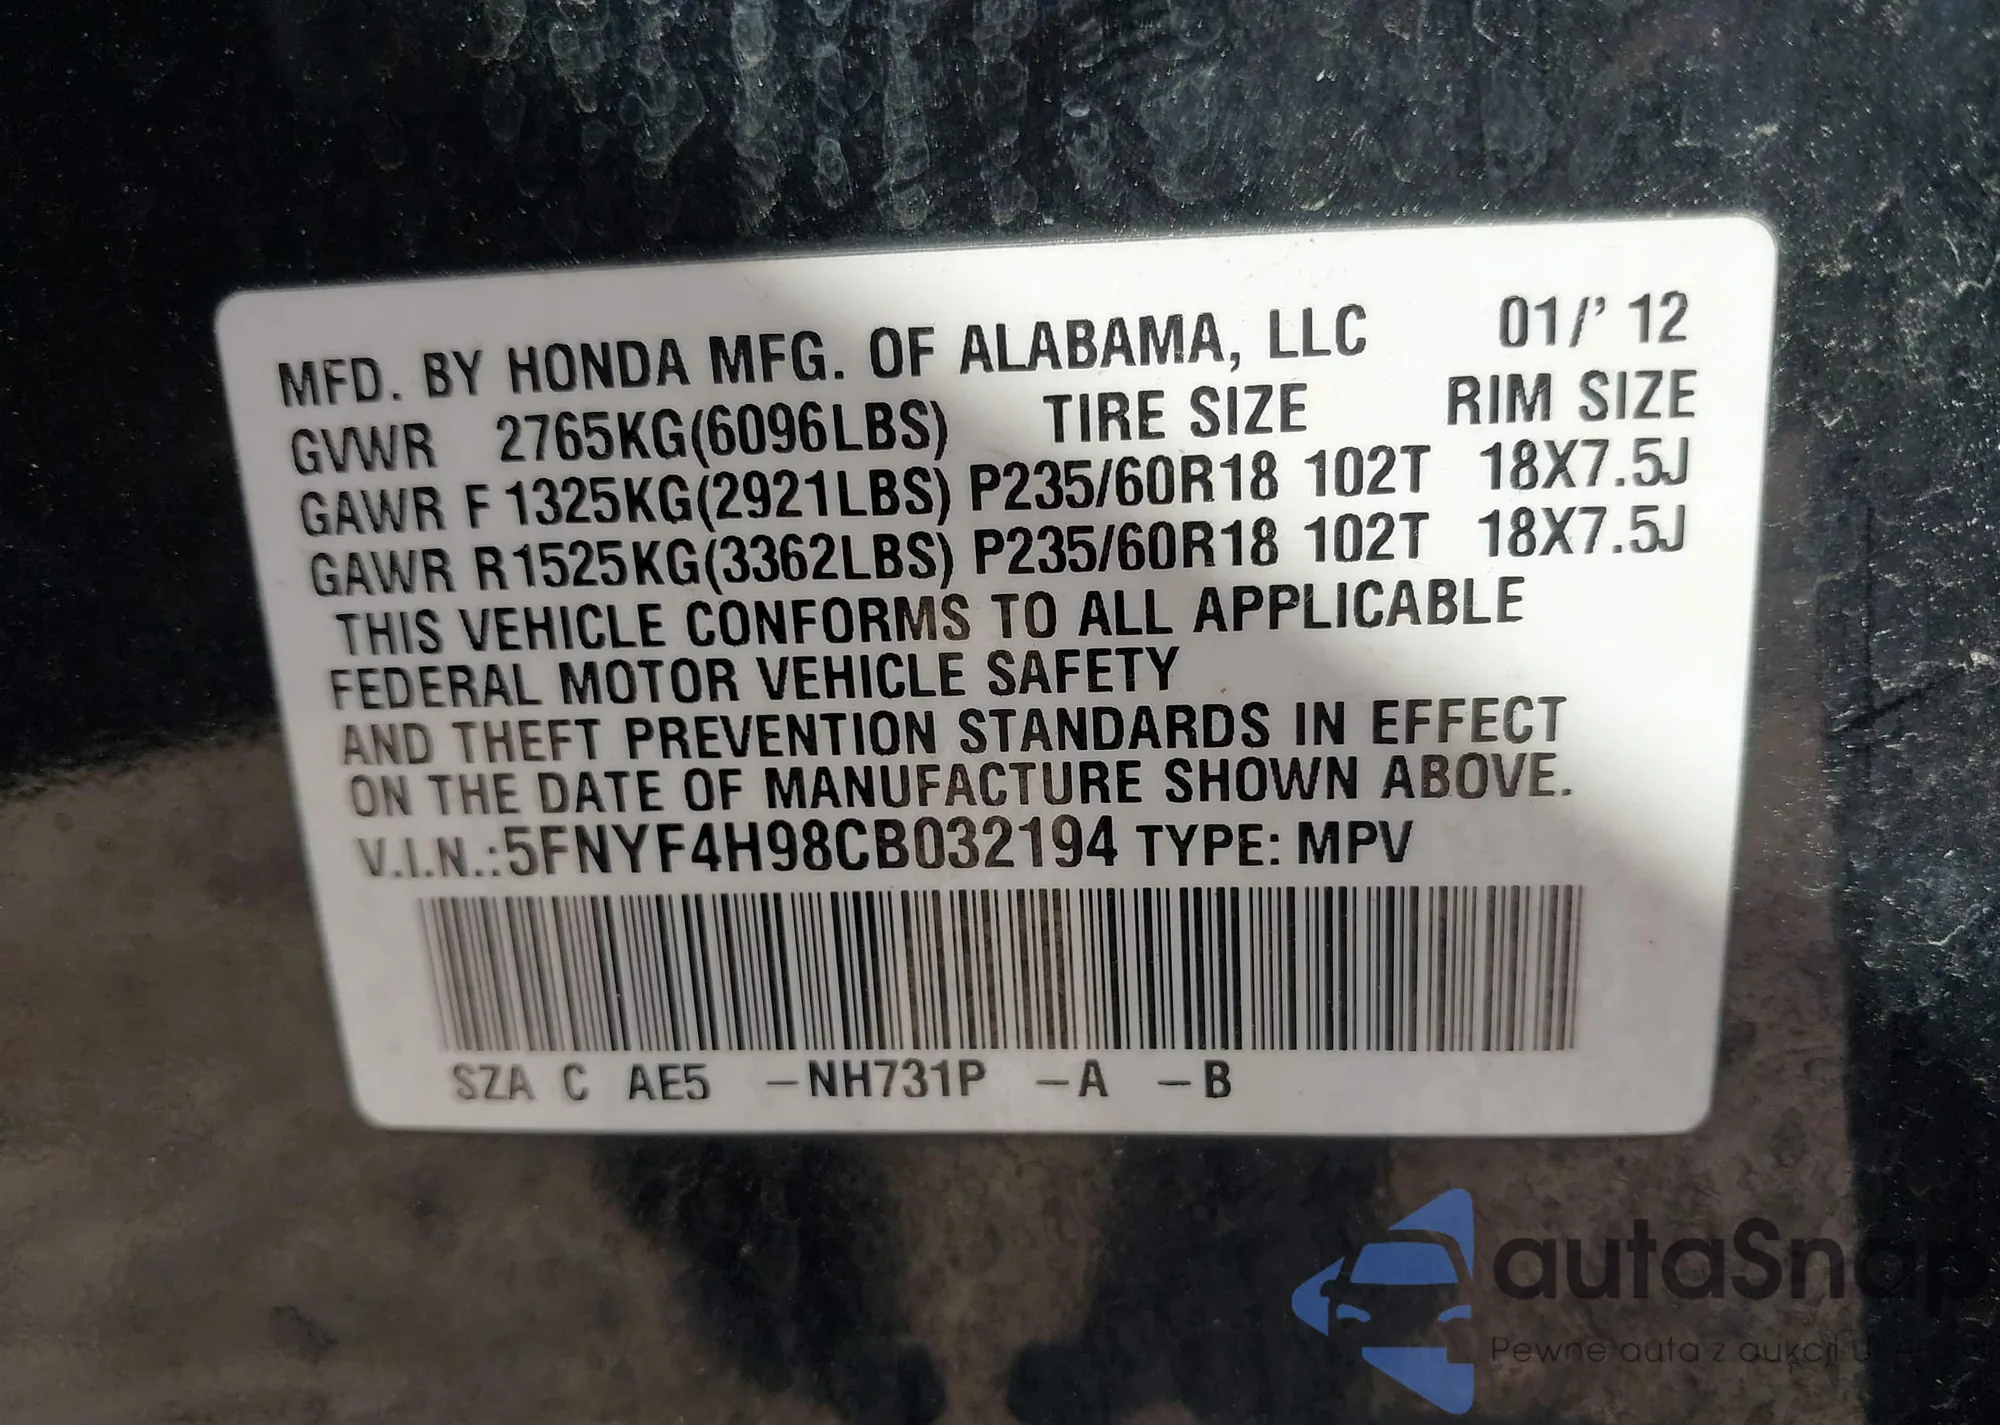 MFD. BY HONDA MFG. OF ALABAMA, LLC 01/' 12
GVWR 2765KG(6096LBS) TIRE SIZE RIM SIZE
GAWR F 1325KG(2921LBS) P235/60R18 102T 18X7.5J
GAWR R1525KG(3362LBS) P235/60R18 102T 18X7.5J
THIS VEHICLE CONFORMS TO ALL APPLICABLE
FEDERAL MOTOR VEHICLE SAFETY
AND THEFT PREVENTION STANDARDS IN EFFECT
ON THE DATE OF MANUFACTURE SHOWN ABOVE.
V.I.N.:5FNYF4H98CB032194 TYPE: MPV
SZA C AE5 –NH731P –A –B
autaSnap
Pewne auta z aukcji